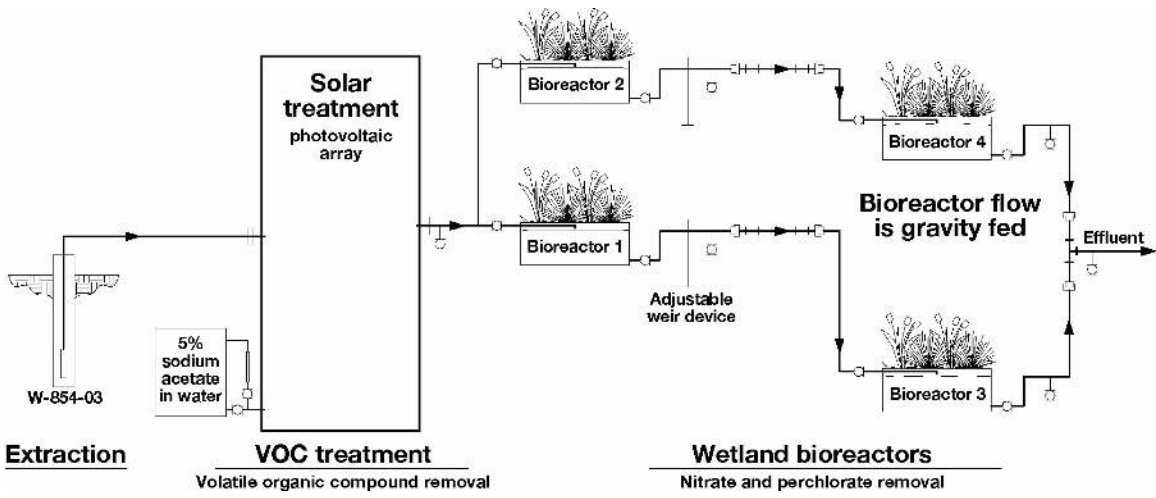 Solar
treatment
photovoltaic
array
Bioreactor 2
Bioreactor 4
Bioreactor 1
Bioreactor flow
is gravity fed
Effluent
Adjustable
weir device
5%
sodium
acetate
in water
W-854-03
Bioreactor 3
Extraction
VOC treatment
Volatile organic compound removal
Wetland bioreactors
Nitrate and perchlorate removal